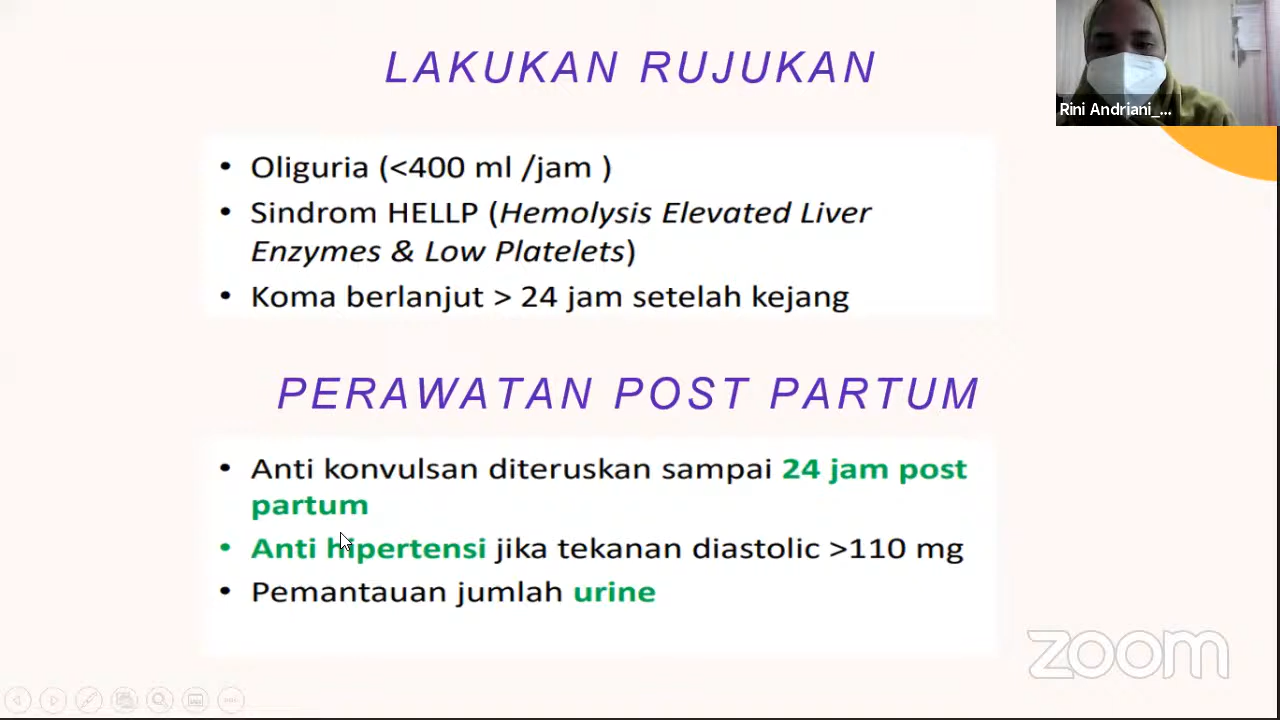 LAKUKAN RUJUKAN
Rini Andriani_...
• Oliguria (<400 ml /jam )
• Sindrom HELLP (Hemolysis Elevated Liver
Enzymes & Low Platelets)
• Koma berlanjut > 24 jam setelah kejang
PERAWATAN POST PARTUM
• Anti konvulsan diteruskan sampai 24 jam post
partum
• Anti hipertensi jika tekanan diastolic >110 mg
• Pemantauan jumlah urine
zoom